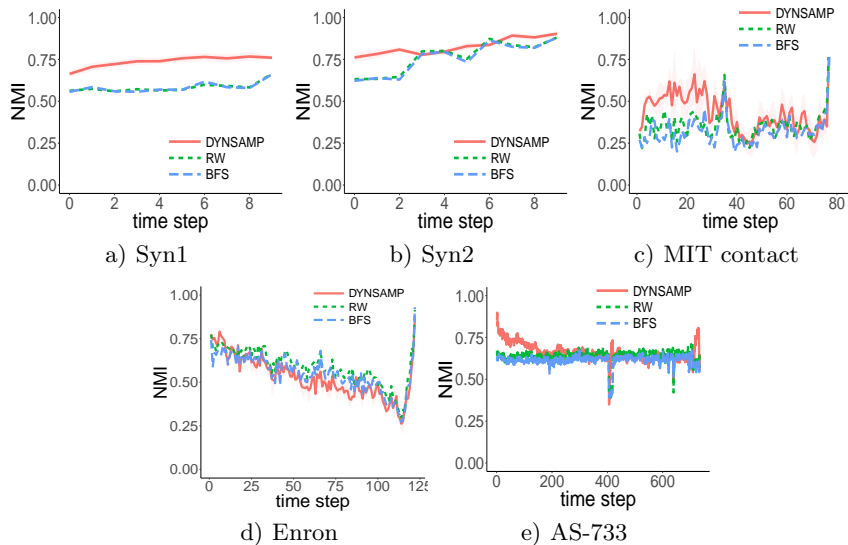 1.00
0.75
0.50
0.25
0.00
NMI
DYNSAMP
RW
BFS
0 2 4 6 8
time step
a) Syn1
1.00
0.75
0.50
0.25
0.00
NMI
DYNSAMP
RW
BFS
0 2 4 6 8
time step
b) Syn2
1.00
0.75
0.50
0.25
0.00
NMI
DYNSAMP
RW
BFS
0 20 40 60 80
time step
c) MIT contact
1.00
0.75
0.50
0.25
0.00
NMI
DYNSAMP
RW
BFS
0 25 50 75 100
time step
d) Enron
1.00
0.75
0.50
0.25
0.00
NMI
DYNSAMP
RW
BFS
0 200 400 600
time step
e) AS-733